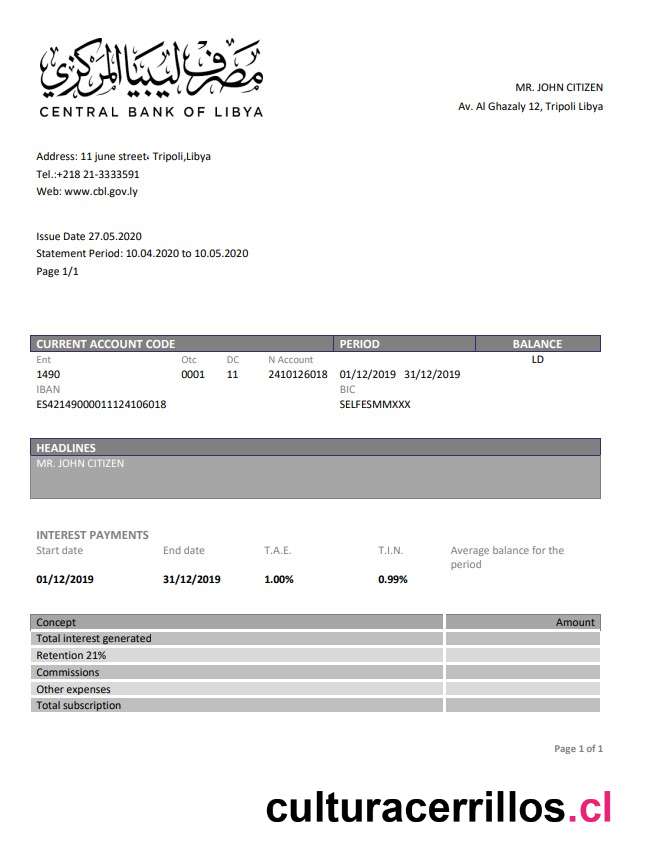 مصرف ليبيا المركزي
CENTRAL BANK OF LIBYA
MR. JOHN CITIZEN
Av. Al Ghazaly 12, Tripoli Libya
Address: 11 june street، Tripoli,Libya
Tel.:+218 21-3333591
Web: www.cbl.gov.ly
Issue Date 27.05.2020
Statement Period: 10.04.2020 to 10.05.2020
Page 1/1
CURRENT ACCOUNT CODE PERIOD BALANCE
Ent Otc DC N Account LD
1490 0001 11 2410126018 01/12/2019 31/12/2019
IBAN BIC
ES42149000011124106018 SELFESMMXXX
HEADLINES
MR. JOHN CITIZEN
INTEREST PAYMENTS
Start date End date T.A.E. T.I.N. Average balance for the
period
01/12/2019 31/12/2019 1.00% 0.99%
Concept Amount
Total interest generated
Retention 21%
Commissions
Other expenses
Total subscription
Page 1 of 1
culturacerrillos.cl